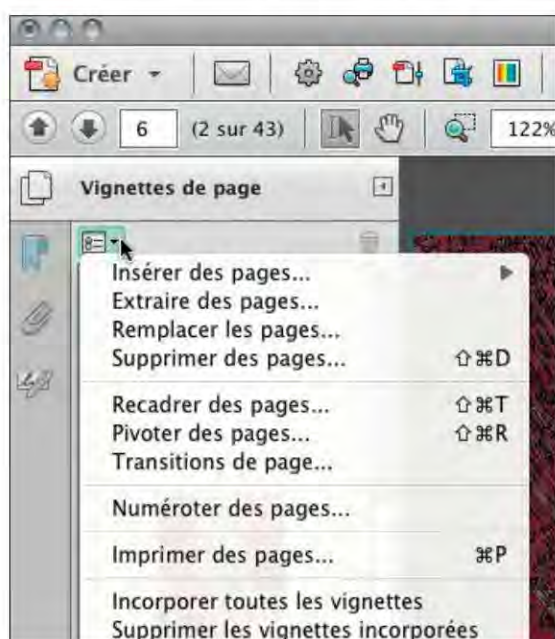 Créer
6 (2 sur 43) 122%
Vignettes de page
Insérer des pages...
Extraire des pages...
Remplacer les pages...
Supprimer des pages... ⇧⌘D
Recadrer des pages... ⇧⌘T
Pivoter des pages... ⇧⌘R
Transitions de page...
Numéroter des pages...
Imprimer des pages... ⌘P
Incorporer toutes les vignettes
Supprimer les vignettes incorporées